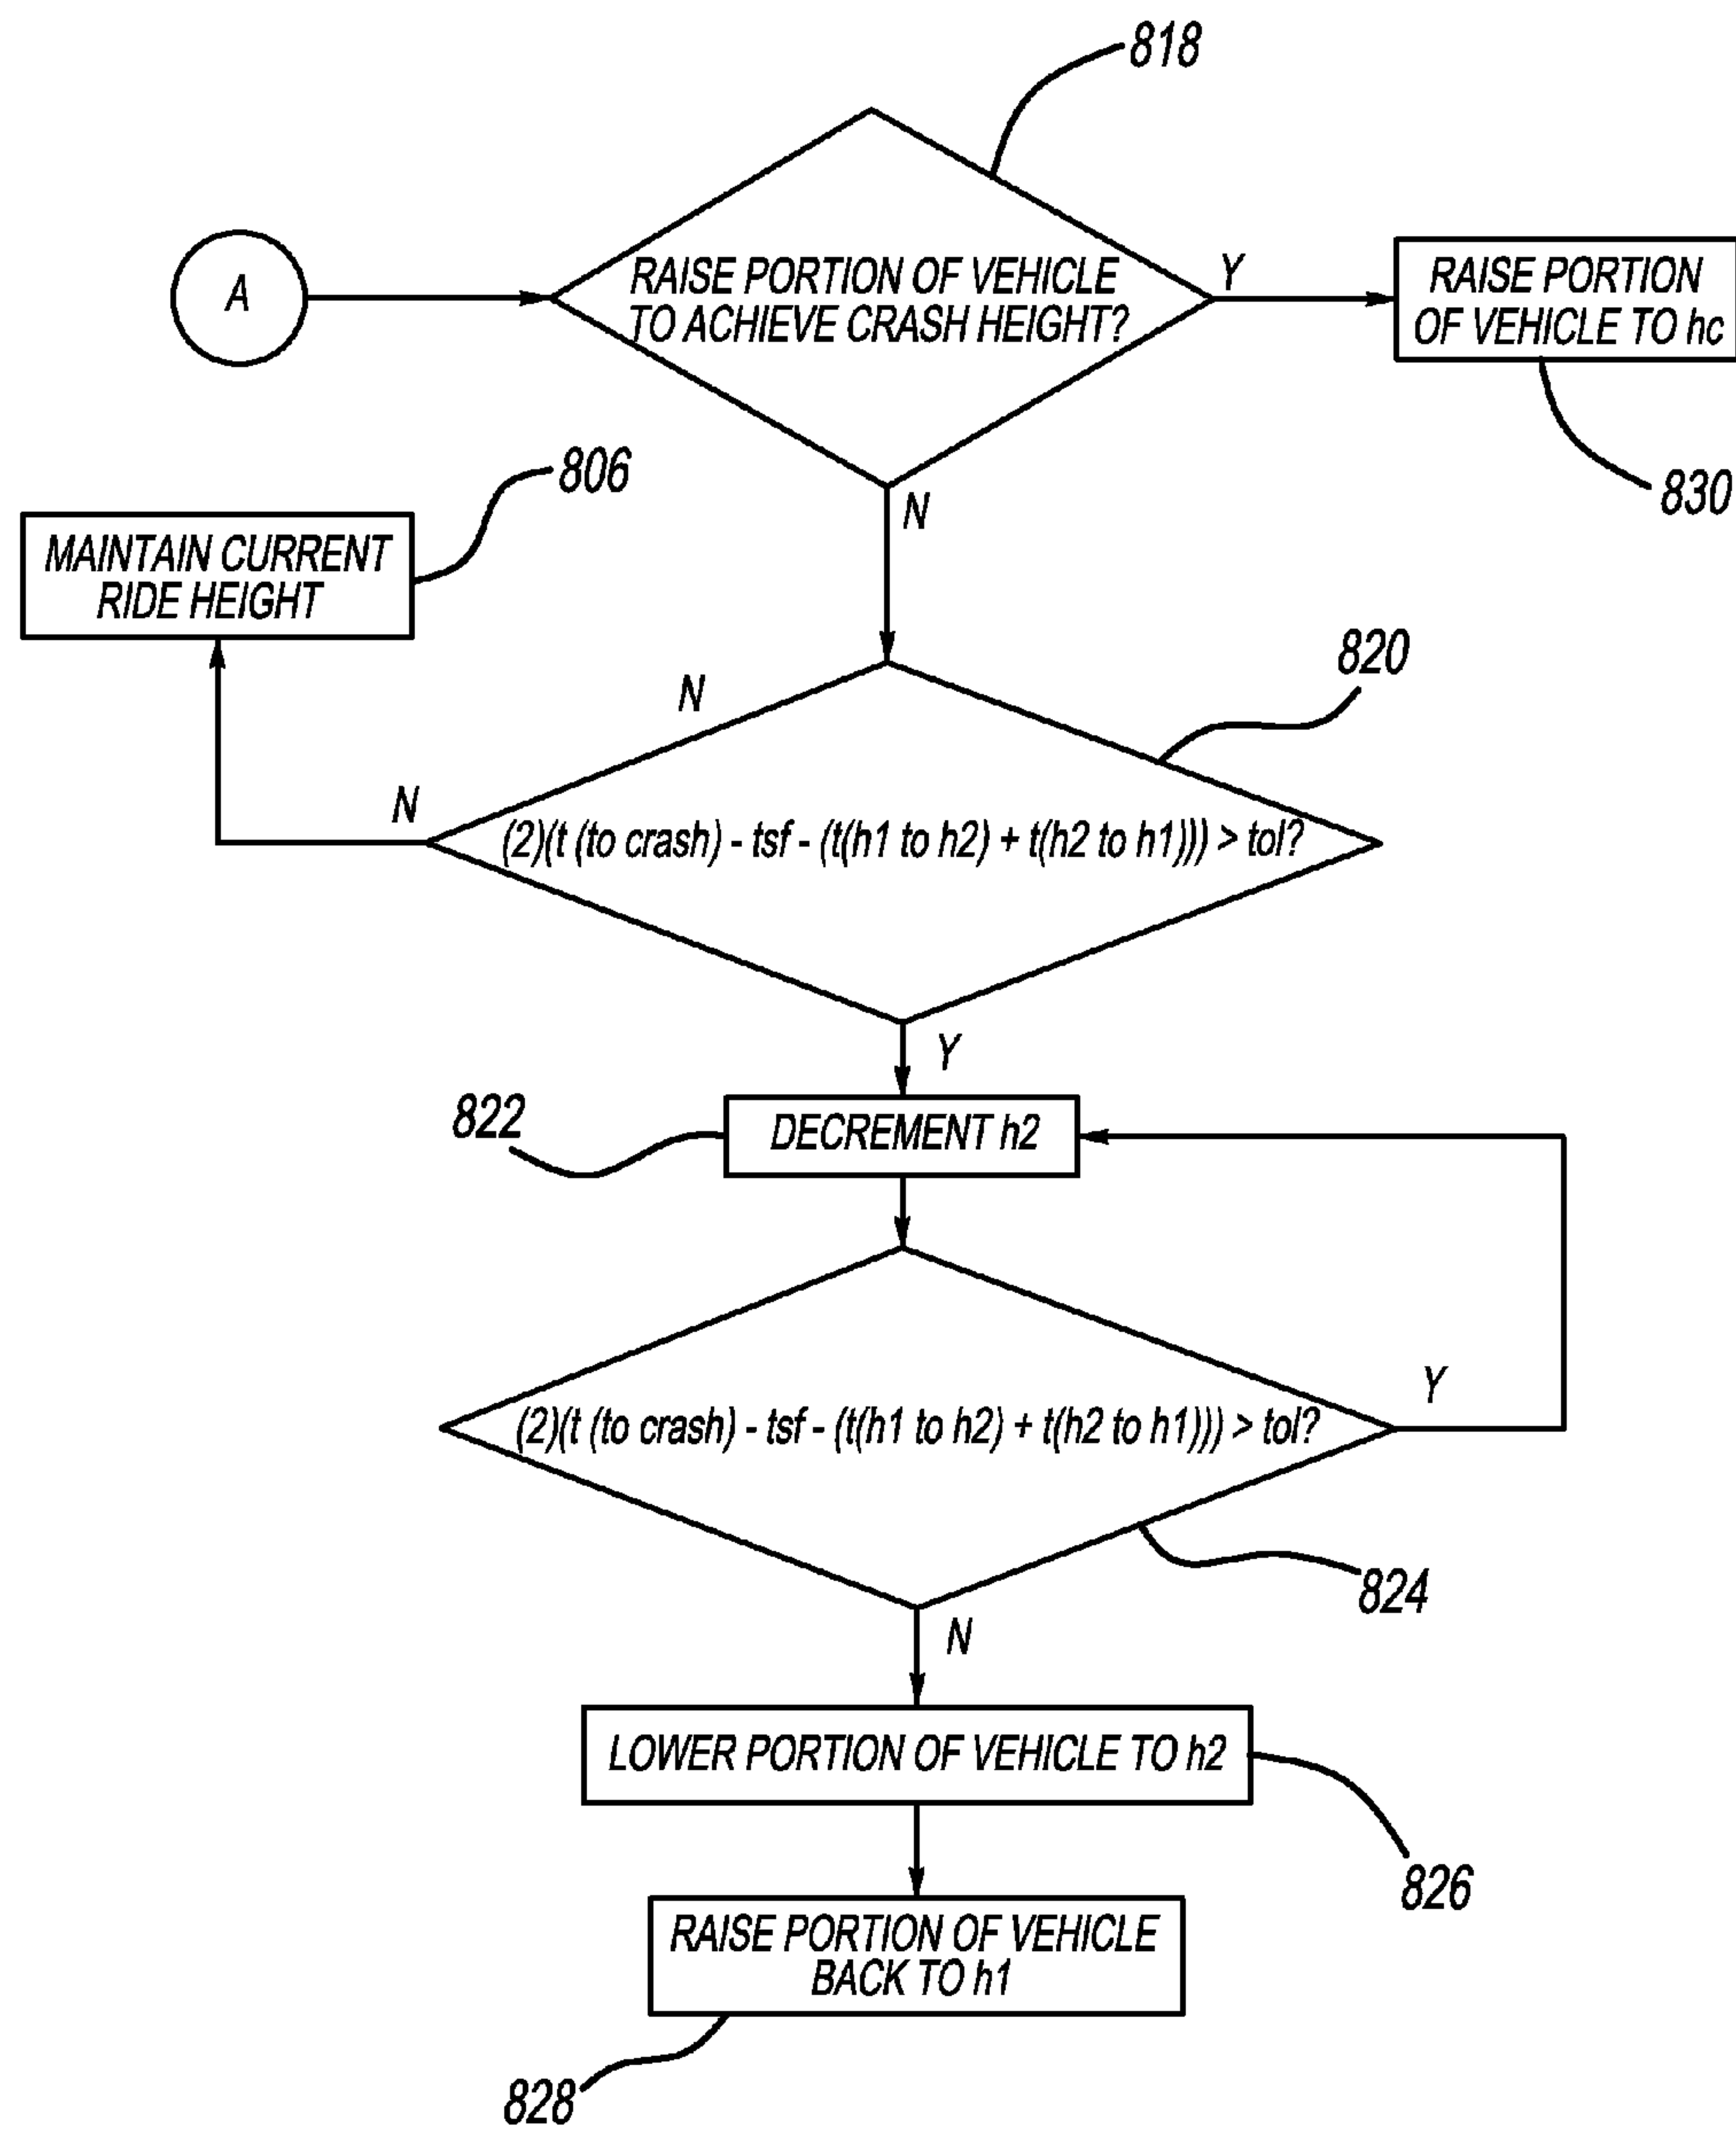 818
A
RAISE PORTION OF VEHICLE
TO ACHIEVE CRASH HEIGHT?
Y
RAISE PORTION
OF VEHICLE TO hc
830
N
806
MAINTAIN CURRENT
RIDE HEIGHT
820
N
N
(2)(t (to crash) - tsf - (t(h1 to h2) + t(h2 to h1))) > tol?
Y
822
DECREMENT h2
Y
(2)(t (to crash) - tsf - (t(h1 to h2) + t(h2 to h1))) > tol?
824
N
LOWER PORTION OF VEHICLE TO h2
826
RAISE PORTION OF VEHICLE
BACK TO h1
828